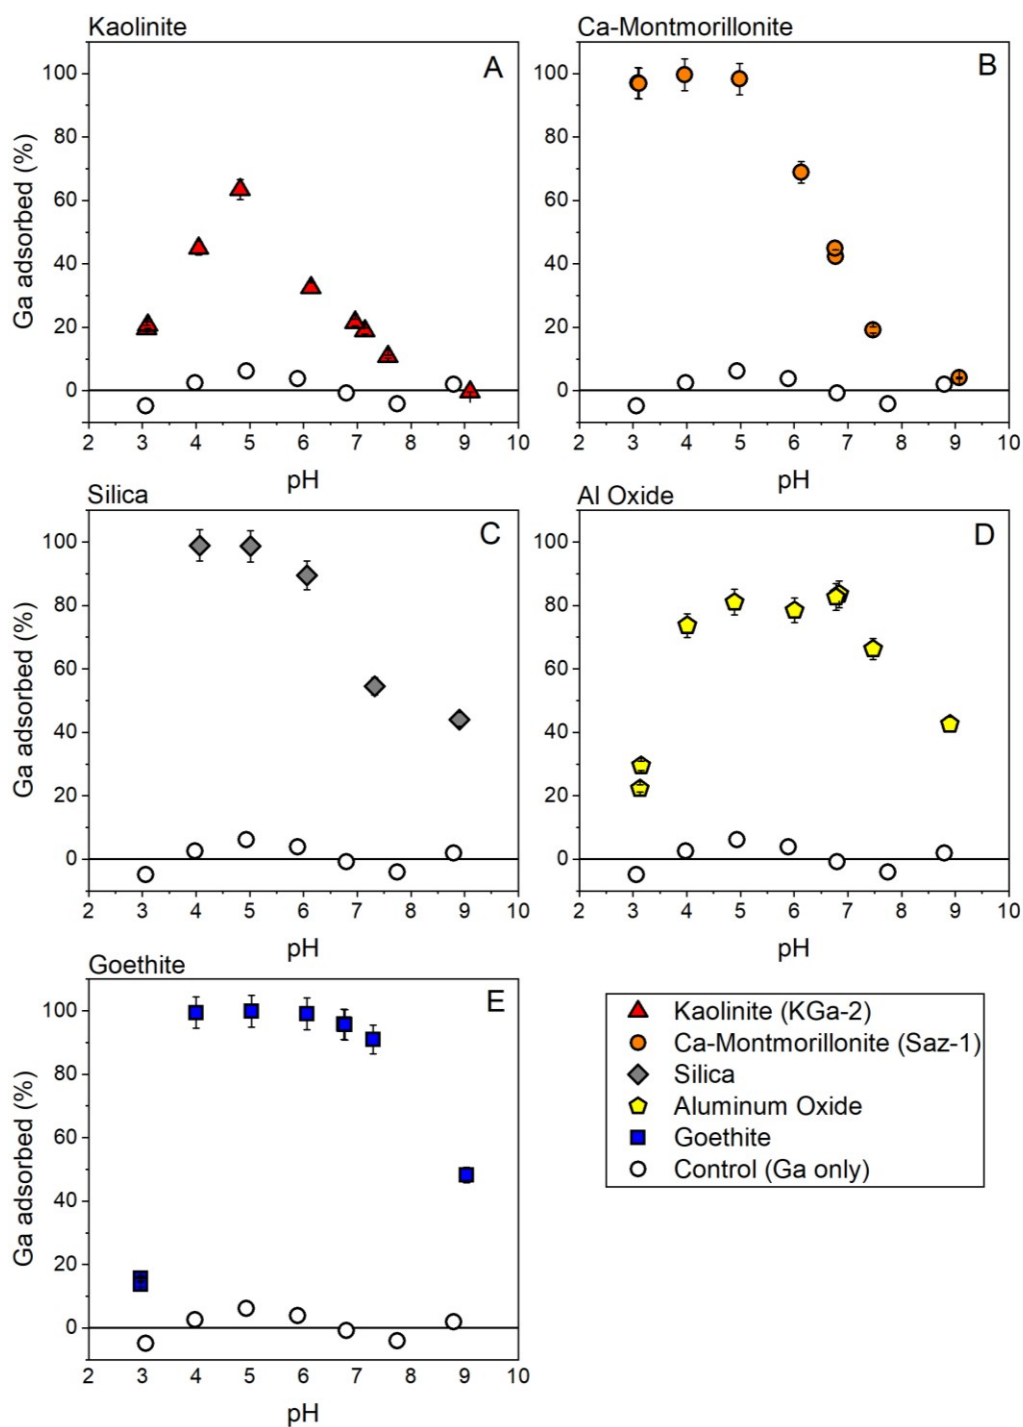 Kaolinite
A
Ga adsorbed (%)
100
80
60
40
20
0
2 3 4 5 6 7 8 9 10
pH
Ca-Montmorillonite
B
100
80
60
40
20
0
2 3 4 5 6 7 8 9 10
pH
Silica
C
Ga adsorbed (%)
100
80
60
40
20
0
2 3 4 5 6 7 8 9 10
pH
Al Oxide
D
100
80
60
40
20
0
2 3 4 5 6 7 8 9 10
pH
Goethite
E
Ga adsorbed (%)
100
80
60
40
20
0
2 3 4 5 6 7 8 9 10
pH
Kaolinite (KGa-2)
Ca-Montmorillonite (Saz-1)
Silica
Aluminum Oxide
Goethite
Control (Ga only)